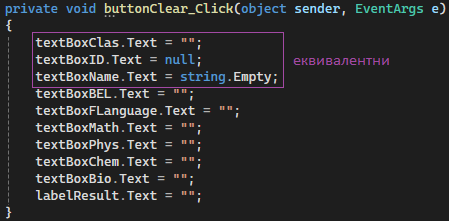 private void buttonClear_Click(object sender, EventArgs e)
{
textBoxClas.Text = "";
textBoxID.Text = null;
textBoxName.Text = string.Empty;
еквивалентни
textBoxBEL.Text = "";
textBoxFLanguage.Text = "";
textBoxMath.Text = "";
textBoxPhys.Text = "";
textBoxChem.Text = "";
textBoxBio.Text = "";
labelResult.Text = "";
}